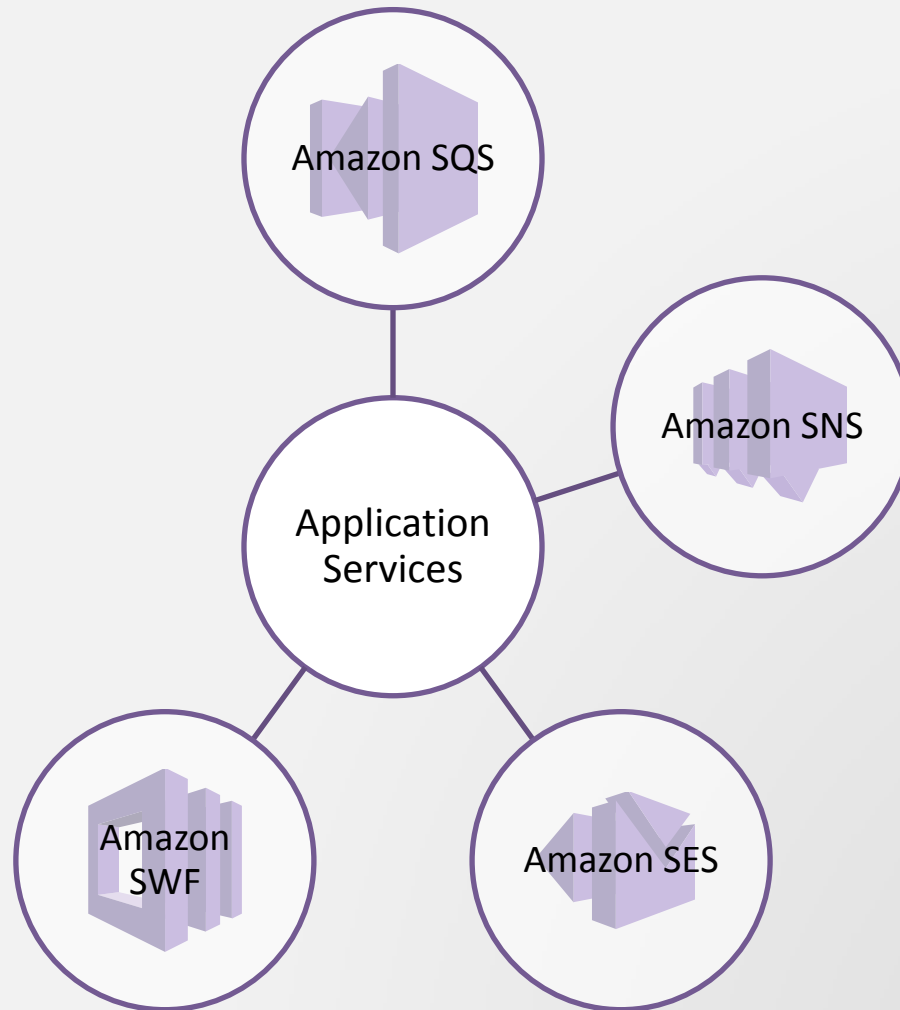 Amazon SQS
Amazon SNS
Application
Services
Amazon
SWF
Amazon SES